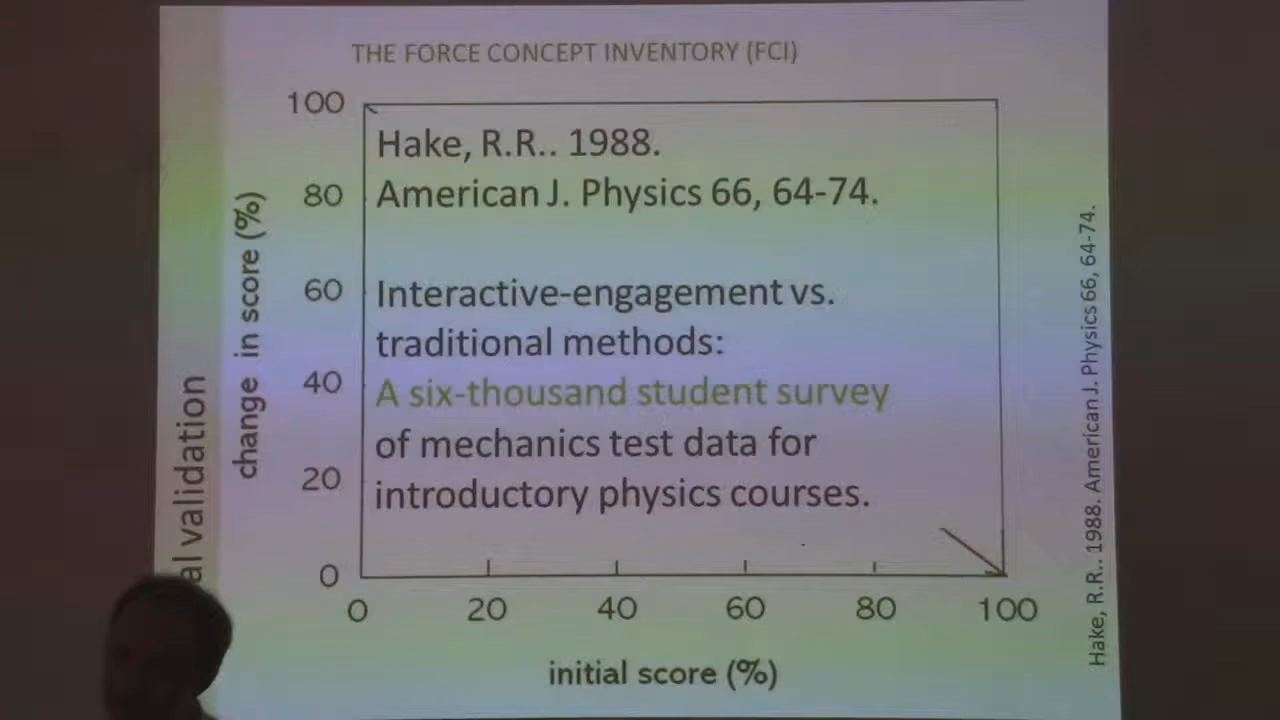 THE FORCE CONCEPT INVENTORY (FCI)
100
80
60
40
20
0
change in score (%)
Hake, R.R.. 1988.
American J. Physics 66, 64-74.
Interactive-engagement vs.
traditional methods:
A six-thousand student survey
of mechanics test data for
introductory physics courses.
0 20 40 60 80 100
initial score (%)
al validation
Hake, R.R.. 1988. American J. Physics 66, 64-74.